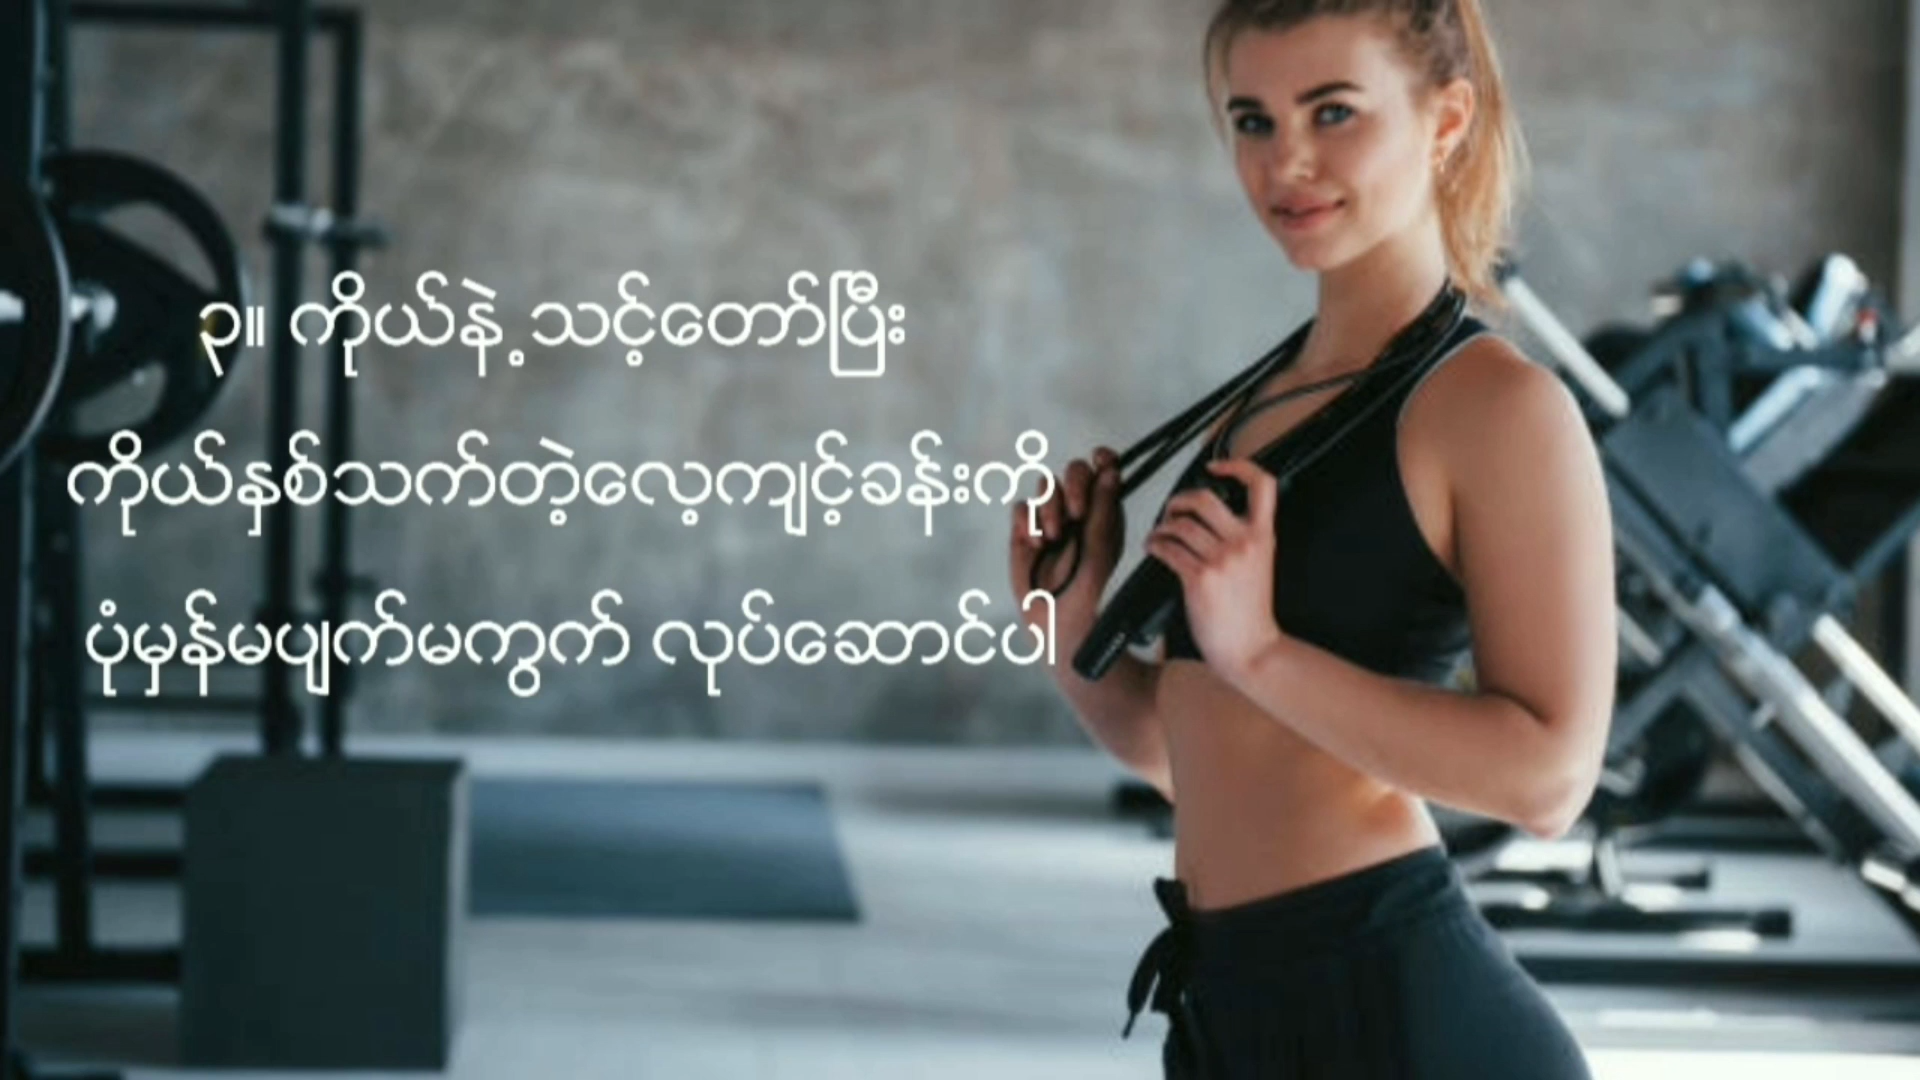 ၃။ ကိုယ်နဲ့ သင့်တော်ပြီး
ကိုယ်နှစ်သက်တဲ့လေ့ကျင့်ခန်းကို
ပုံမှန်မပျက်မကွက် လုပ်ဆောင်ပါ